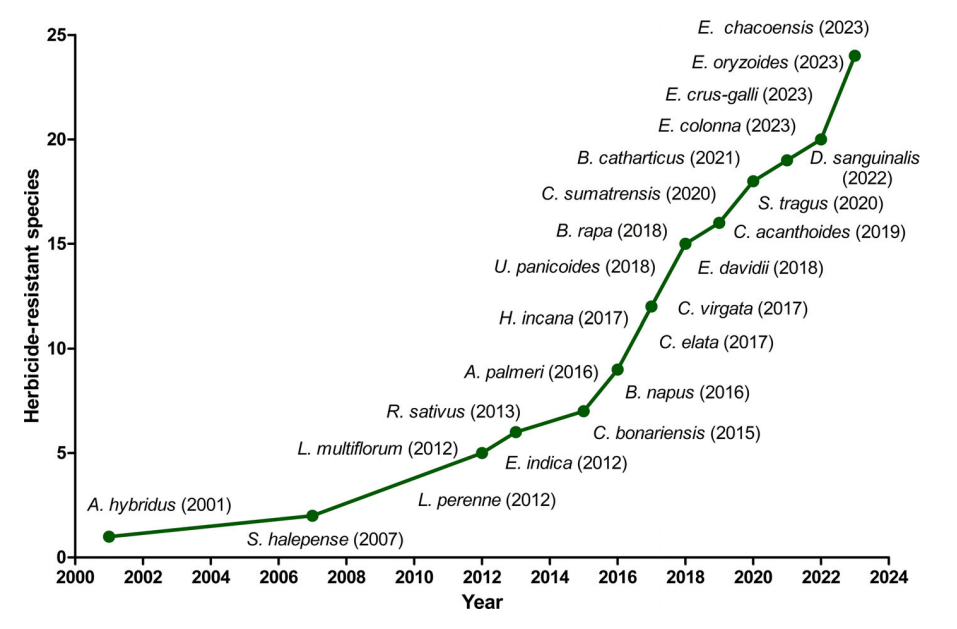 E. chacoensis (2023)
25
E. oryzoides (2023)
E. crus-galli (2023)
E. colonna (2023)
20
B. catharticus (2021)
D. sanguinalis
(2022)
C. sumatrensis (2020)
S. tragus (2020)
B. rapa (2018)
C. acanthoides (2019)
15
U. panicoides (2018)
E. davidii (2018)
H. incana (2017)
C. virgata (2017)
C. elata (2017)
10
A. palmeri (2016)
B. napus (2016)
R. sativus (2013)
C. bonariensis (2015)
L. multiflorum (2012)
5
E. indica (2012)
L. perenne (2012)
A. hybridus (2001)
S. halepense (2007)
0
Herbicide-resistant species
2000 2002 2004 2006 2008 2010 2012 2014 2016 2018 2020 2022 2024
Year